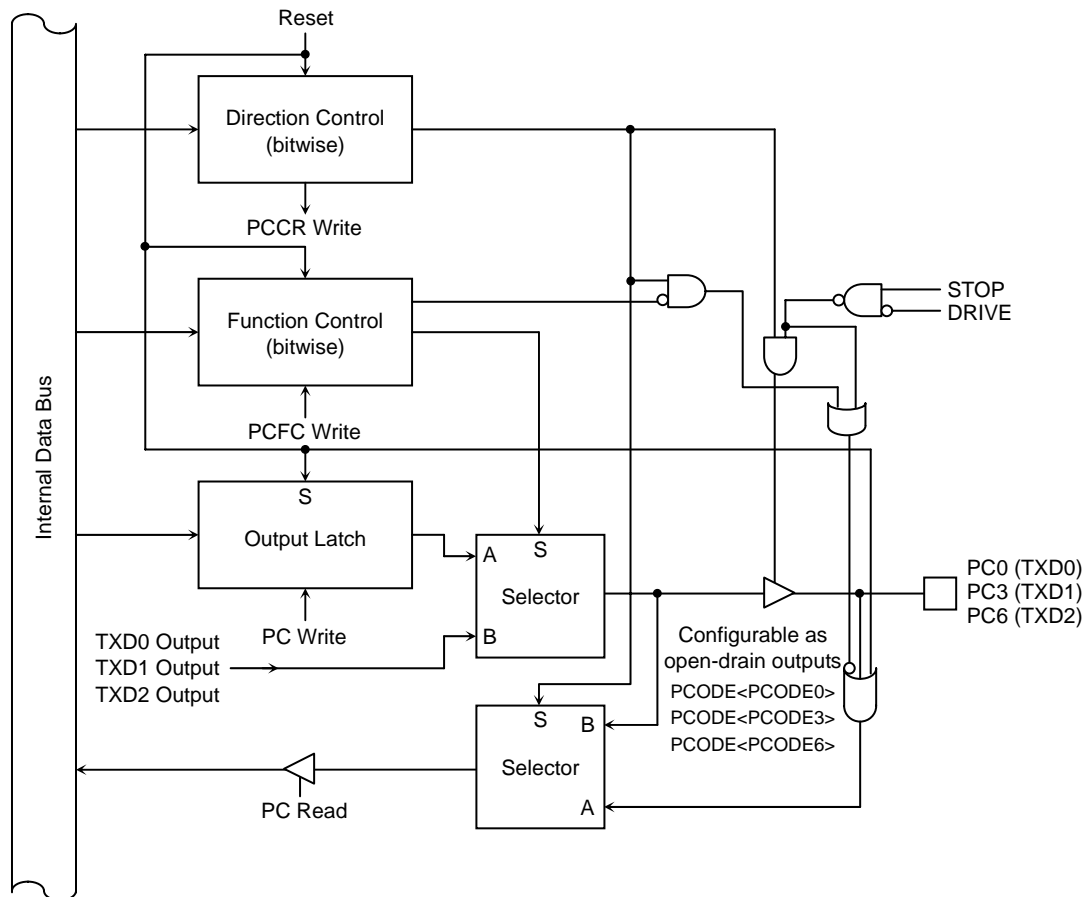 Reset
Direction Control
(bitwise)
PCCR Write
Function Control
(bitwise)
STOP
DRIVE
PCFC Write
Internal Data Bus
S
Output Latch
A
S
Selector
B
PC0 (TXD0)
PC3 (TXD1)
PC6 (TXD2)
PC Write
TXD0 Output
TXD1 Output
TXD2 Output
Configurable as
open-drain outputs
PCODE<PCODE0>
PCODE<PCODE3>
PCODE<PCODE6>
S
B
Selector
A
PC Read